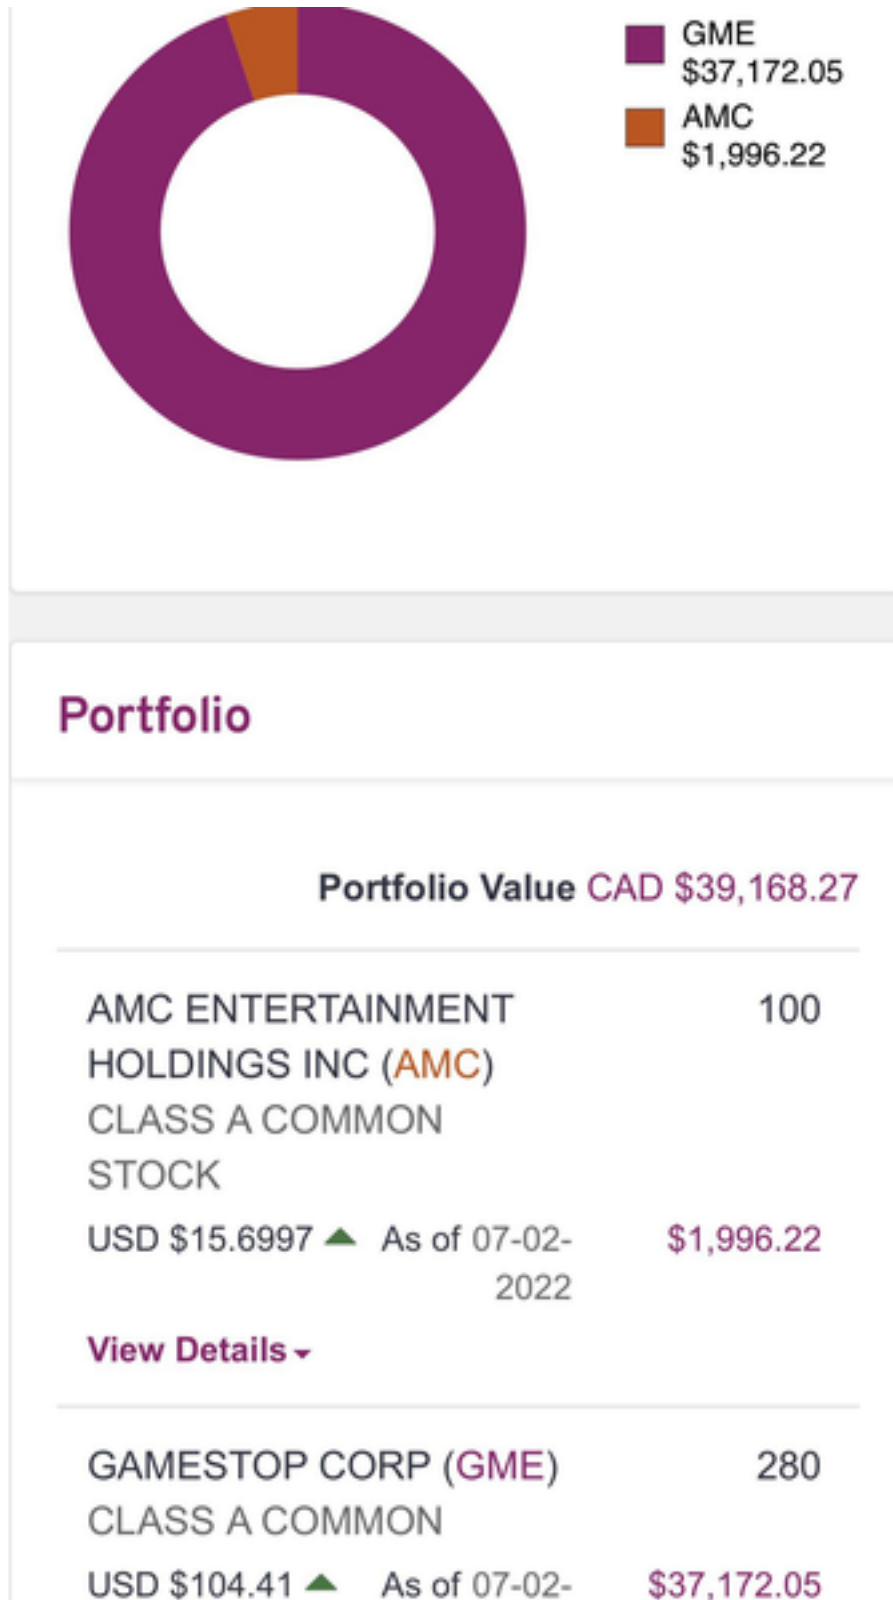 GME
$37,172.05
AMC
$1,996.22
Portfolio
Portfolio Value CAD $39,168.27
AMC ENTERTAINMENT 100
HOLDINGS INC (AMC)
CLASS A COMMON
STOCK
USD $15.6997 As of 07-02- $1,996.22
2022
View Details
GAMESTOP CORP (GME) 280
CLASS A COMMON
USD $104.41 As of 07-02- $37,172.05